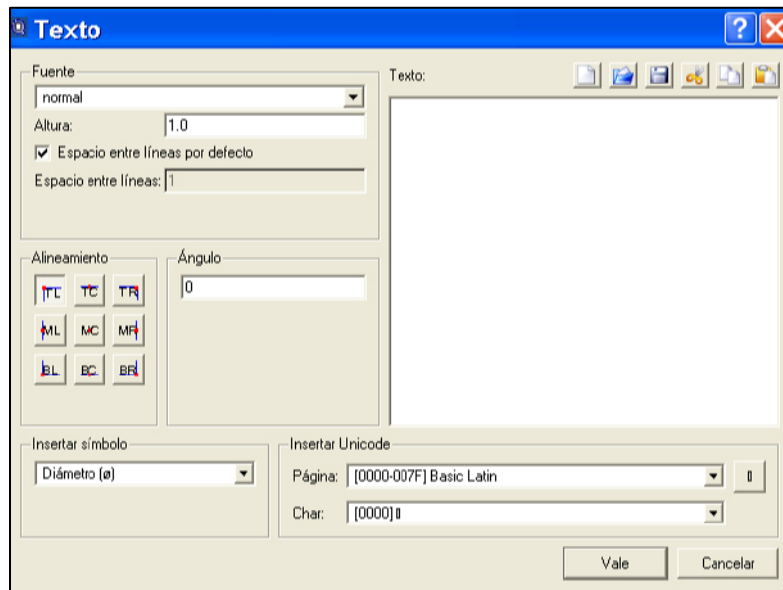 Texto
Fuente
normal
Altura: 1.0
Espacio entre líneas por defecto
Espacio entre líneas: 1
Texto:
Alineamiento
TL TC TR
ML MC MR
BL BC BR
Ángulo
0
Insertar símbolo
Diámetro (ø)
Insertar Unicode
Página: [0000-007F] Basic Latin
Char: [0000]
Vale Cancelar